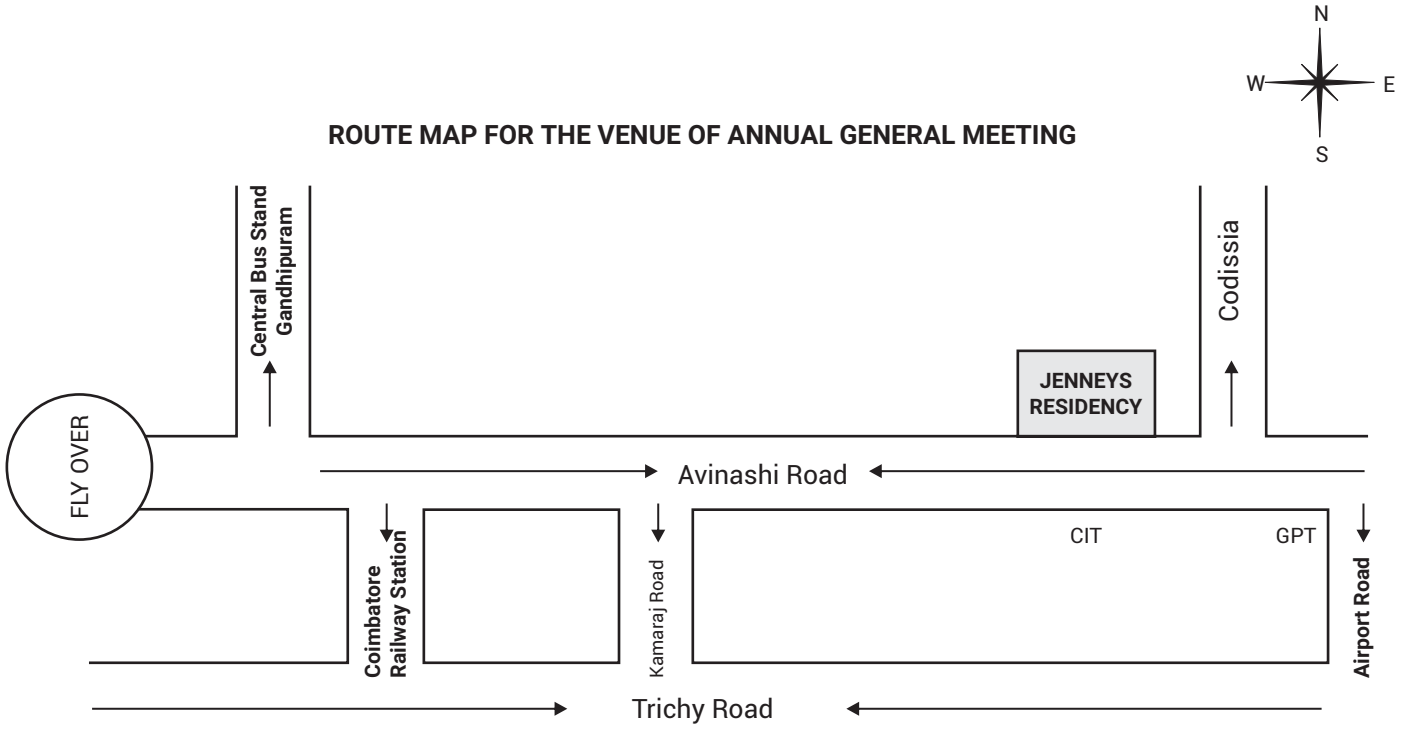 N
W E
S
ROUTE MAP FOR THE VENUE OF ANNUAL GENERAL MEETING
Central Bus Stand
Gandhipuram
Codissia
JENNEYS
RESIDENCY
FLY OVER
Avinashi Road
CIT
GPT
Coimbatore
Railway Station
Kamaraj Road
Airport Road
Trichy Road